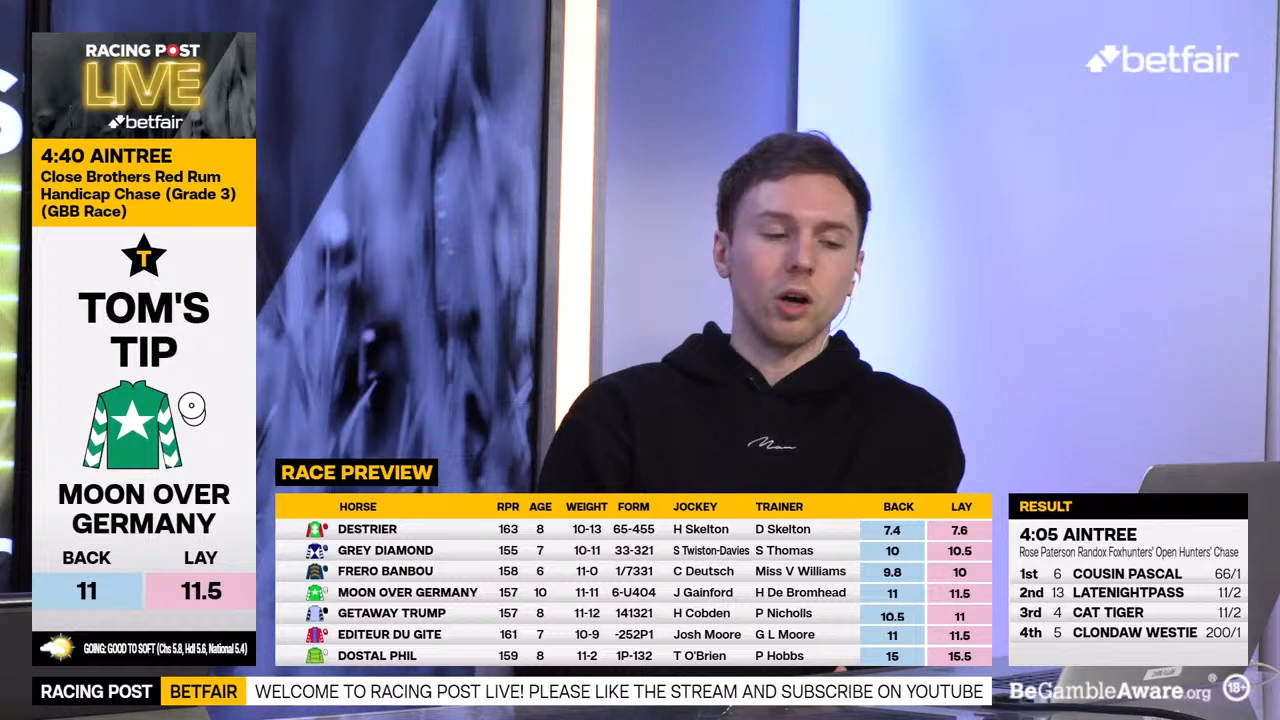 RACING POST
LIVE
betfair
4:40 AINTREE
Close Brothers Red Rum
Handicap Chase (Grade 3)
(GBB Race)
T
TOM'S
TIP
MOON OVER
GERMANY
BACK LAY
11 11.5
GOING: GOOD TO SOFT (Chs 5.8, Hdl 5.6, National 5.4)
betfair
S
Man
RACE PREVIEW
HORSE RPR AGE WEIGHT FORM JOCKEY TRAINER BACK LAY
DESTRIER 163 8 10-13 65-455 H Skelton D Skelton 7.4 7.6
GREY DIAMOND 155 7 10-11 33-321 S Twiston-Davies S Thomas 10 10.5
FRERO BANBOU 158 6 11-0 1/7331 C Deutsch Miss V Williams 9.8 10
MOON OVER GERMANY 157 10 11-11 6-U404 J Gainford H De Bromhead 11 11.5
GETAWAY TRUMP 157 8 11-12 141321 H Cobden P Nicholls 10.5 11
EDITEUR DU GITE 161 7 10-9 -252P1 Josh Moore G L Moore 11 11.5
DOSTAL PHIL 159 8 11-2 1P-132 T O'Brien P Hobbs 15 15.5
RESULT
4:05 AINTREE
Rose Paterson Randox Foxhunters' Open Hunters' Chase
1st 6 COUSIN PASCAL 66/1
2nd 13 LATENIGHTPASS 11/2
3rd 4 CAT TIGER 11/2
4th 5 CLONDAW WESTIE 200/1
RACING POST BETFAIR WELCOME TO RACING POST LIVE! PLEASE LIKE THE STREAM AND SUBSCRIBE ON YOUTUBE
BeGambleAware.org® 18+